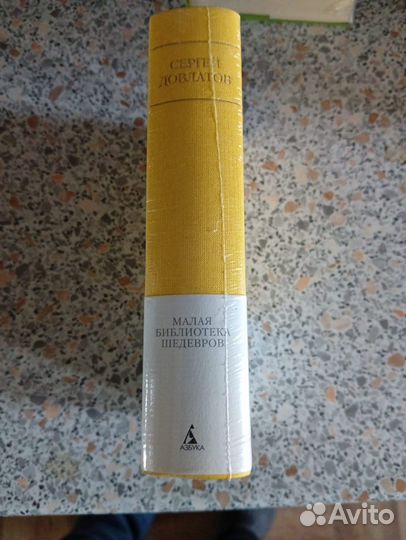 СЕРГЕЙ
ДОВЛАТОВ
МАЛАЯ
БИБЛИОТЕКА
ШЕДЕВРОВ
АЗБУКА
Avito